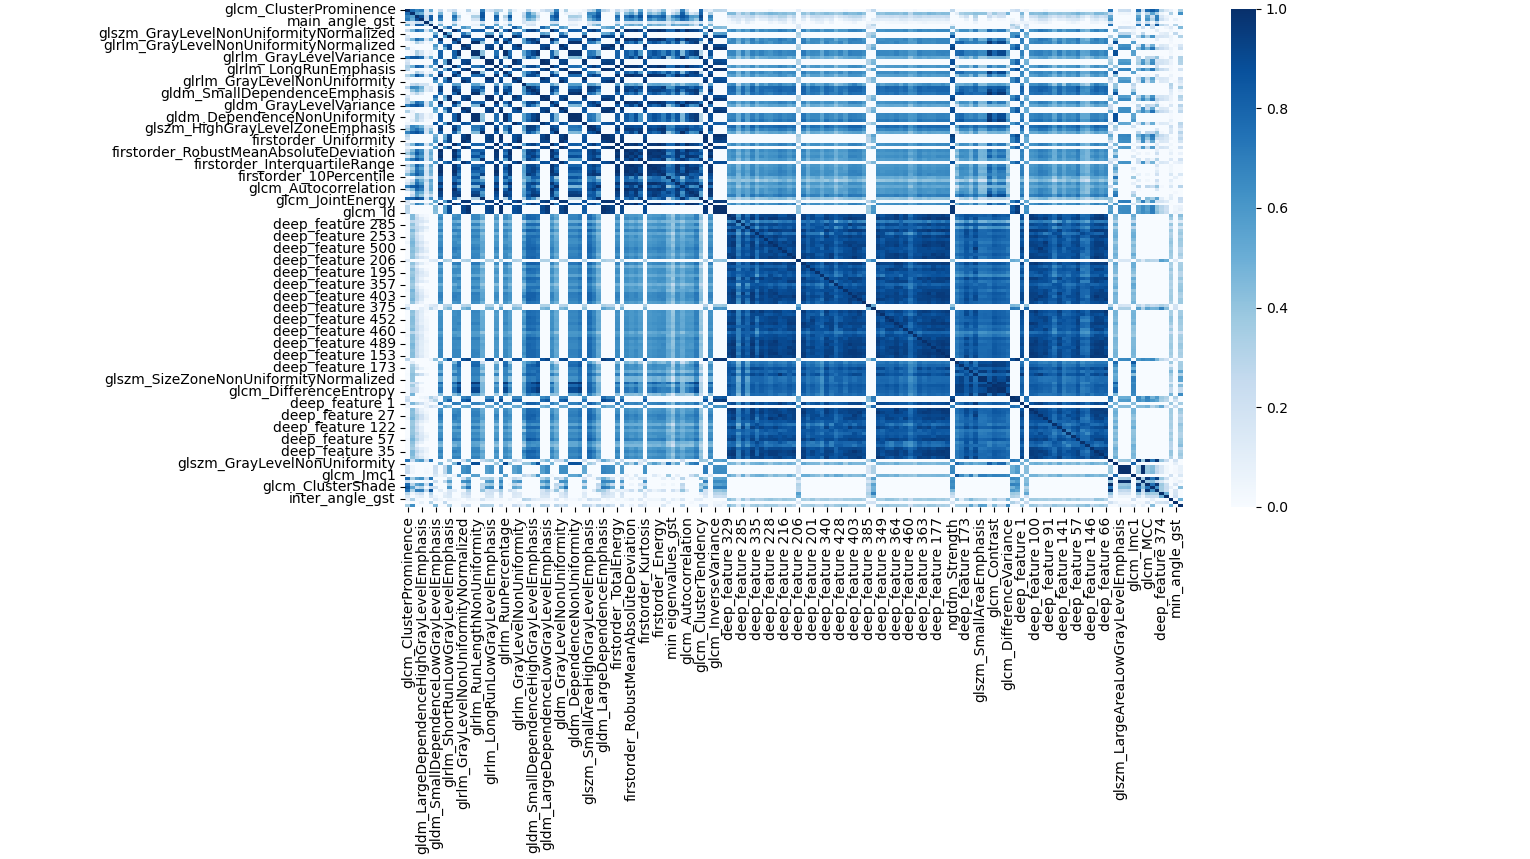 glcm_ClusterProminence
main_angle_gst
glszm_GrayLevelNonUniformityNormalized
glrlm_GrayLevelNonUniformityNormalized
glrlm_GrayLevelVariance
glrlm_LongRunEmphasis
glrlm_GrayLevelNonUniformity
gldm_SmallDependenceEmphasis
gldm_GrayLevelVariance
gldm_DependenceNonUniformity
glszm_HighGrayLevelZoneEmphasis
firstorder_Uniformity
firstorder_RobustMeanAbsoluteDeviation
firstorder_InterquartileRange
firstorder_10Percentile
glcm_Autocorrelation
glcm_JointEnergy
glcm_Id
deep_feature 285
deep_feature 253
deep_feature 500
deep_feature 206
deep_feature 195
deep_feature 357
deep_feature 403
deep_feature 375
deep_feature 452
deep_feature 460
deep_feature 489
deep_feature 153
deep_feature 173
glszm_SizeZoneNonUniformityNormalized
glcm_DifferenceEntropy
deep_feature 1
deep_feature 27
deep_feature 122
deep_feature 57
deep_feature 35
glszm_GrayLevelNonUniformity
glcm_Imc1
glcm_ClusterShade
inter_angle_gst
glcm_ClusterProminence
gldm_LargeDependenceHighGrayLevelEmphasis
gldm_SmallDependenceLowGrayLevelEmphasis
glrlm_ShortRunLowGrayLevelEmphasis
glrlm_GrayLevelNonUniformityNormalized
glrlm_RunLengthNonUniformity
glrlm_LongRunLowGrayLevelEmphasis
glrlm_RunPercentage
glrlm_GrayLevelNonUniformity
gldm_SmallDependenceHighGrayLevelEmphasis
gldm_LargeDependenceLowGrayLevelEmphasis
gldm_GrayLevelNonUniformity
gldm_DependenceNonUniformity
glszm_SmallAreaHighGrayLevelEmphasis
gldm_LargeDependenceEmphasis
firstorder_TotalEnergy
firstorder_RobustMeanAbsoluteDeviation
firstorder_Kurtosis
firstorder_Energy
min_eigenvalues_gst
glcm_Autocorrelation
glcm_ClusterTendency
glcm_InverseVariance
deep_feature 329
deep_feature 285
deep_feature 335
deep_feature 228
deep_feature 216
deep_feature 206
deep_feature 201
deep_feature 340
deep_feature 428
deep_feature 403
deep_feature 385
deep_feature 349
deep_feature 364
deep_feature 460
deep_feature 363
deep_feature 177
ngtdm_Strength
deep_feature 173
glszm_SmallAreaEmphasis
glcm_Contrast
glcm_DifferenceVariance
deep_feature 1
deep_feature 100
deep_feature 91
deep_feature 141
deep_feature 57
deep_feature 146
deep_feature 66
glszm_LargeAreaLowGrayLevelEmphasis
glcm_Imc1
glcm_MCC
deep_feature 374
min_angle_gst
1.0
0.8
0.6
0.4
0.2
0.0